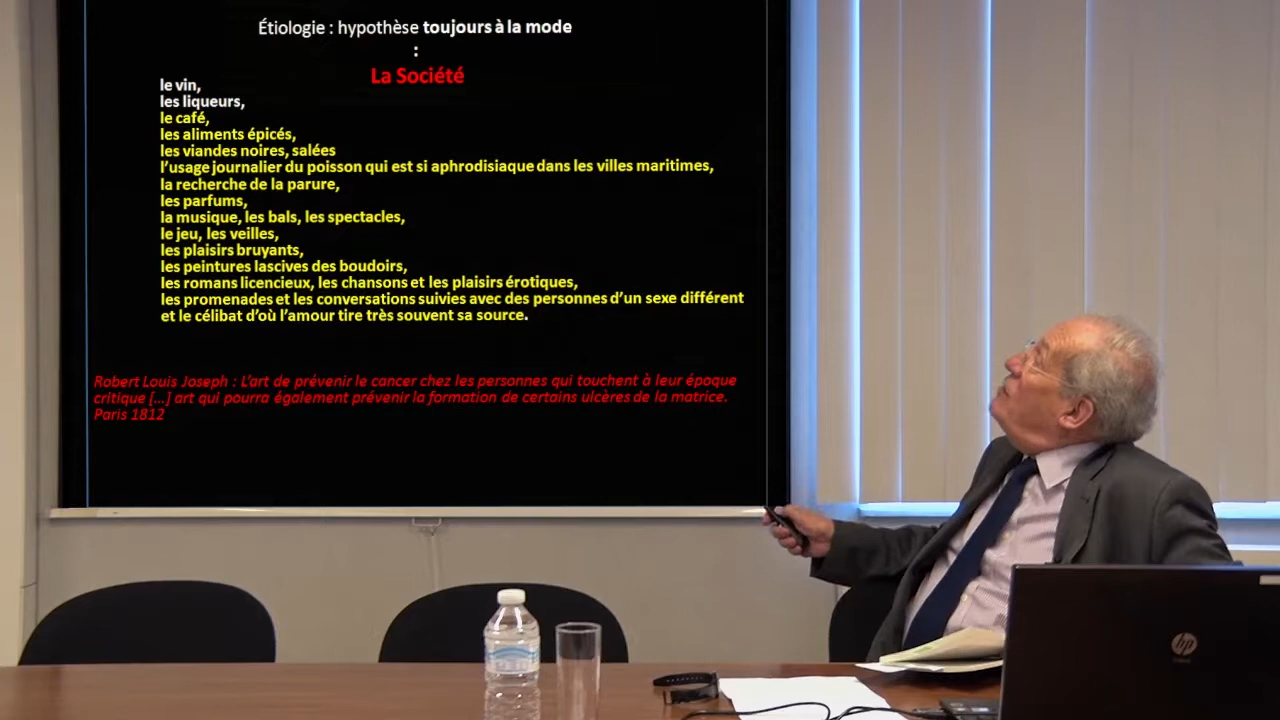 Étiologie : hypothèse toujours à la mode
:
La Société
le vin,
les liqueurs,
le café,
les aliments épicés,
les viandes noires, salées
l'usage journalier du poisson qui est si aphrodisiaque dans les villes maritimes,
la recherche de la parure,
les parfums,
la musique, les bals, les spectacles,
le jeu, les veilles,
les plaisirs bruyants,
les peintures lascives des boudoirs,
les romans licencieux, les chansons et les plaisirs érotiques,
les promenades et les conversations suivies avec des personnes d'un sexe différent
et le célibat d'où l'amour tire très souvent sa source.
Robert Louis Joseph : L'art de prévenir le cancer chez les personnes qui touchent à leur époque
critique [...] art qui pourra également prévenir la formation de certains ulcères de la matrice.
Paris 1812
hp